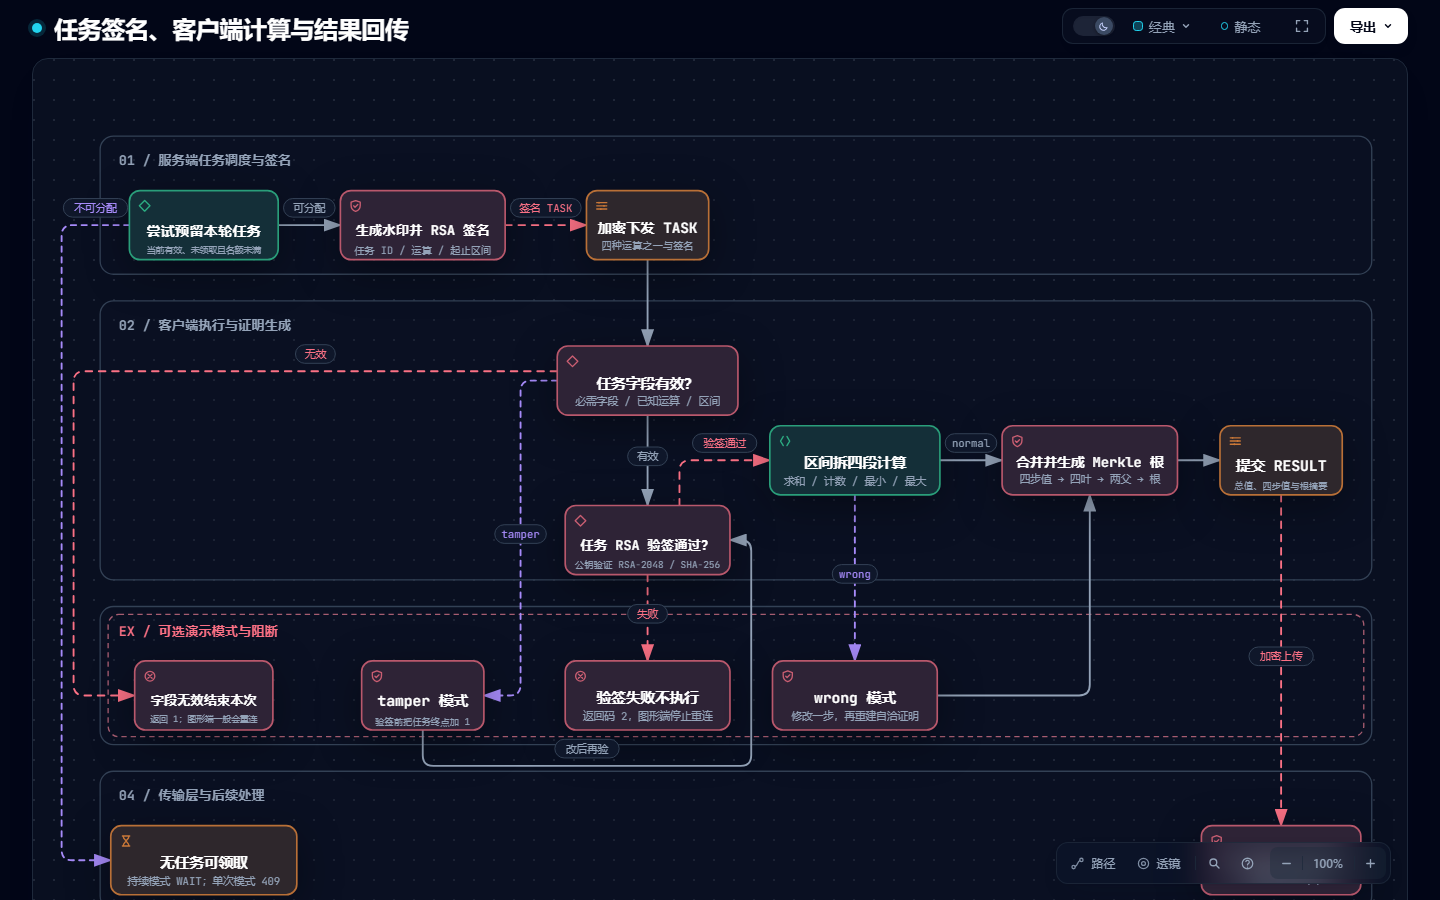 任务签名、客户端计算与结果回传
经典
静态
导出
01 / 服务端任务调度与签名
不可分配
尝试预留本轮任务
当前有效、未领取且名额未满
可分配
生成水印并 RSA 签名
任务 ID / 运算 / 起止区间
签名 TASK
加密下发 TASK
四种运算之一与签名
02 / 客户端执行与证明生成
无效
任务字段有效?
必需字段 / 已知运算 / 区间
有效
验签通过
区间拆四段计算
求和 / 计数 / 最小 / 最大
normal
合并并生成 Merkle 根
四步值 → 四叶 → 两父 → 根
提交 RESULT
总值、四步值与根摘要
tamper
任务 RSA 验签通过?
公钥验证 RSA-2048 / SHA-256
wrong
失败
EX / 可选演示模式与阻断
加密上传
字段无效结束本次
返回 1; 图形端一般会重连
tamper 模式
验签前把任务终点加 1
验签失败不执行
返回码 2, 图形端停止重连
wrong 模式
修改一步, 再重建自洽证明
改后再验
04 / 传输层与后续处理
无任务可领取
持续模式 WAIT; 单次模式 409
路径
透镜
100%